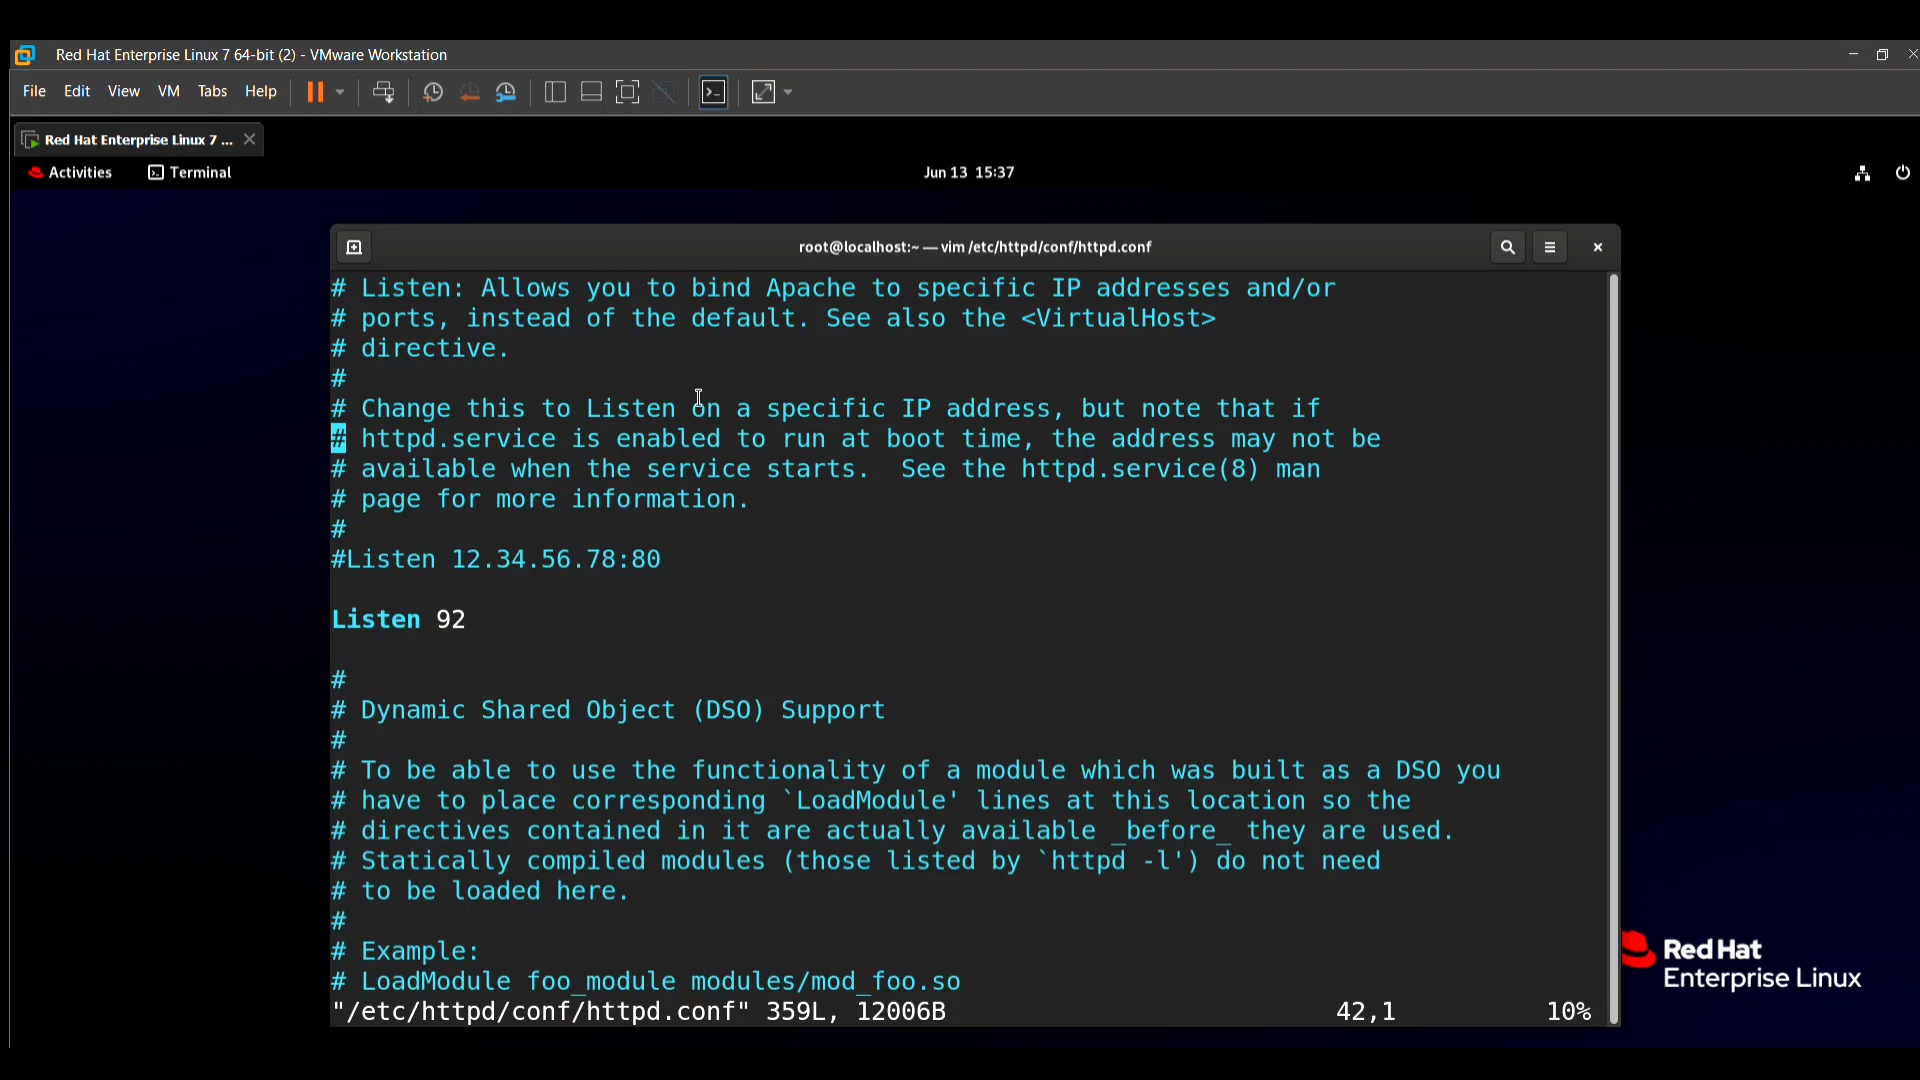 Red Hat Enterprise Linux 7 64-bit (2) - VMware Workstation
File Edit View VM Tabs Help
Red Hat Enterprise Linux 7 ...
Activities Terminal Jun 13 15:37
root@localhost:~ — vim /etc/httpd/conf/httpd.conf
# Listen: Allows you to bind Apache to specific IP addresses and/or
# ports, instead of the default. See also the <VirtualHost>
# directive.
#
# Change this to Listen on a specific IP address, but note that if
# httpd.service is enabled to run at boot time, the address may not be
# available when the service starts.  See the httpd.service(8) man
# page for more information.
#
#Listen 12.34.56.78:80
Listen 92
#
# Dynamic Shared Object (DSO) Support
#
# To be able to use the functionality of a module which was built as a DSO you
# have to place corresponding `LoadModule' lines at this location so the
# directives contained in it are actually available _before_ they are used.
# Statically compiled modules (those listed by `httpd -l') do not need
# to be loaded here.
#
# Example:
# LoadModule foo_module modules/mod_foo.so
"/etc/httpd/conf/httpd.conf" 359L, 12006B 42,1 10%
Red Hat
Enterprise Linux